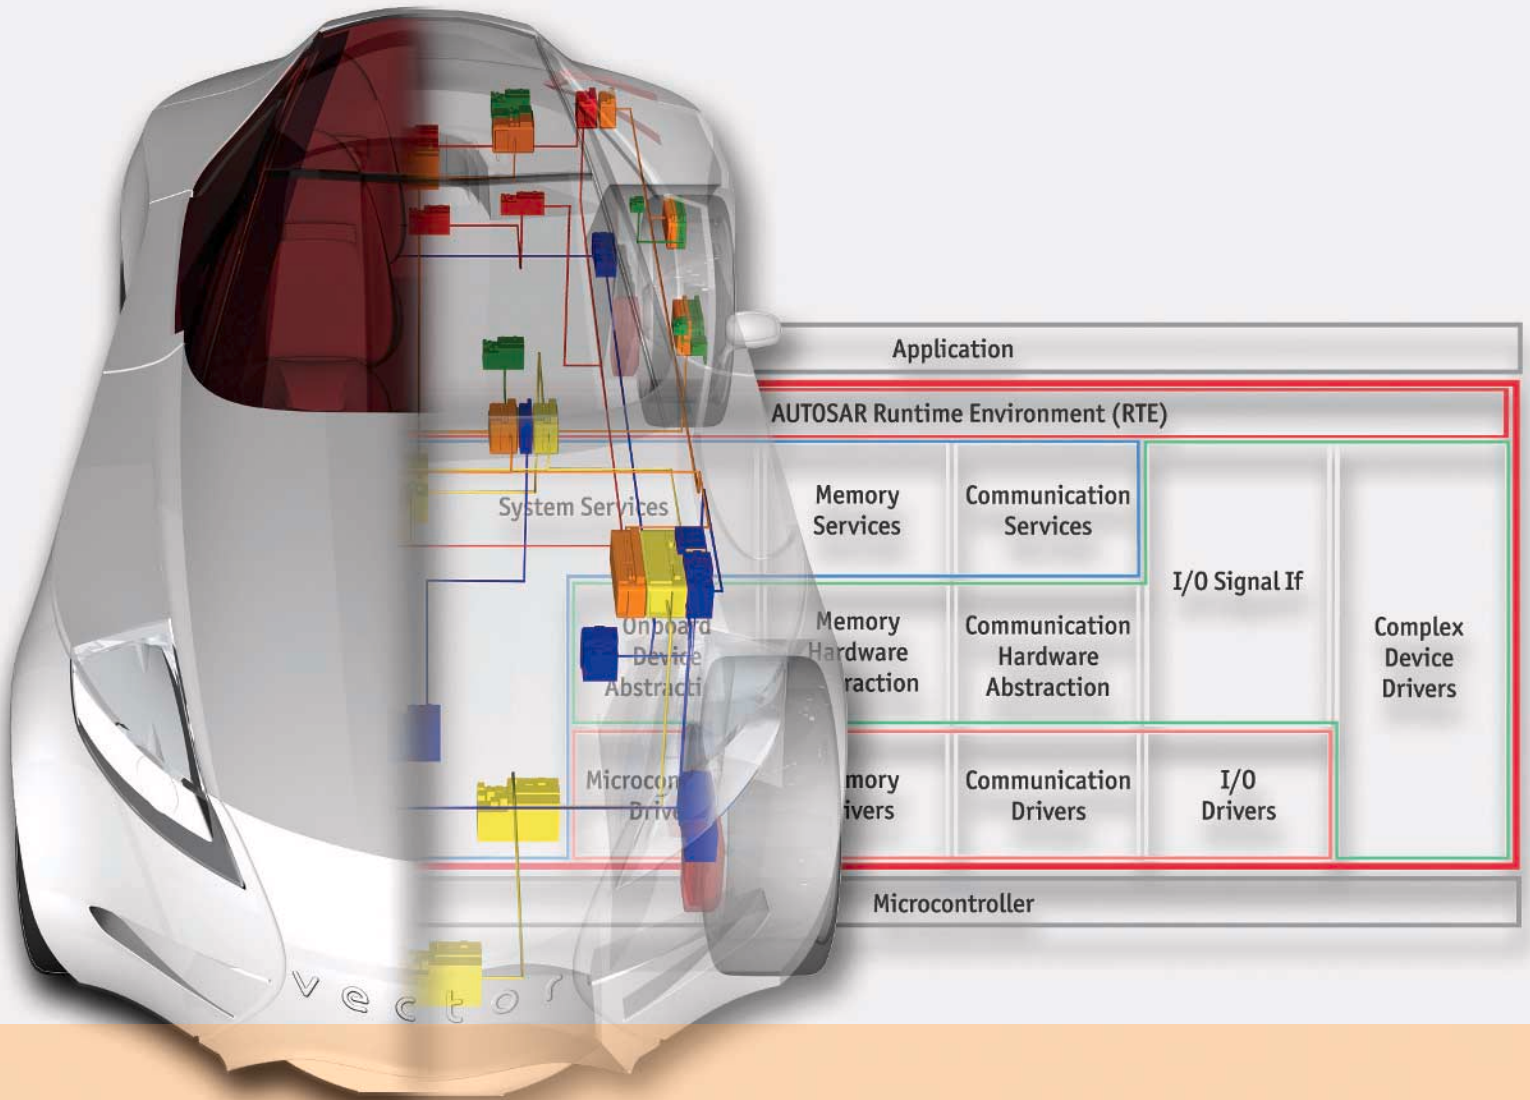 Application
AUTOSAR Runtime Environment (RTE)
System Services
Memory
Services
Communication
Services
I/O Signal If
Complex
Device
Drivers
Onboard
Device
Memory
Hardware
Communication
Hardware
Abstraction
Communication
Drivers
I/O
Drivers
Microcontroller
vector